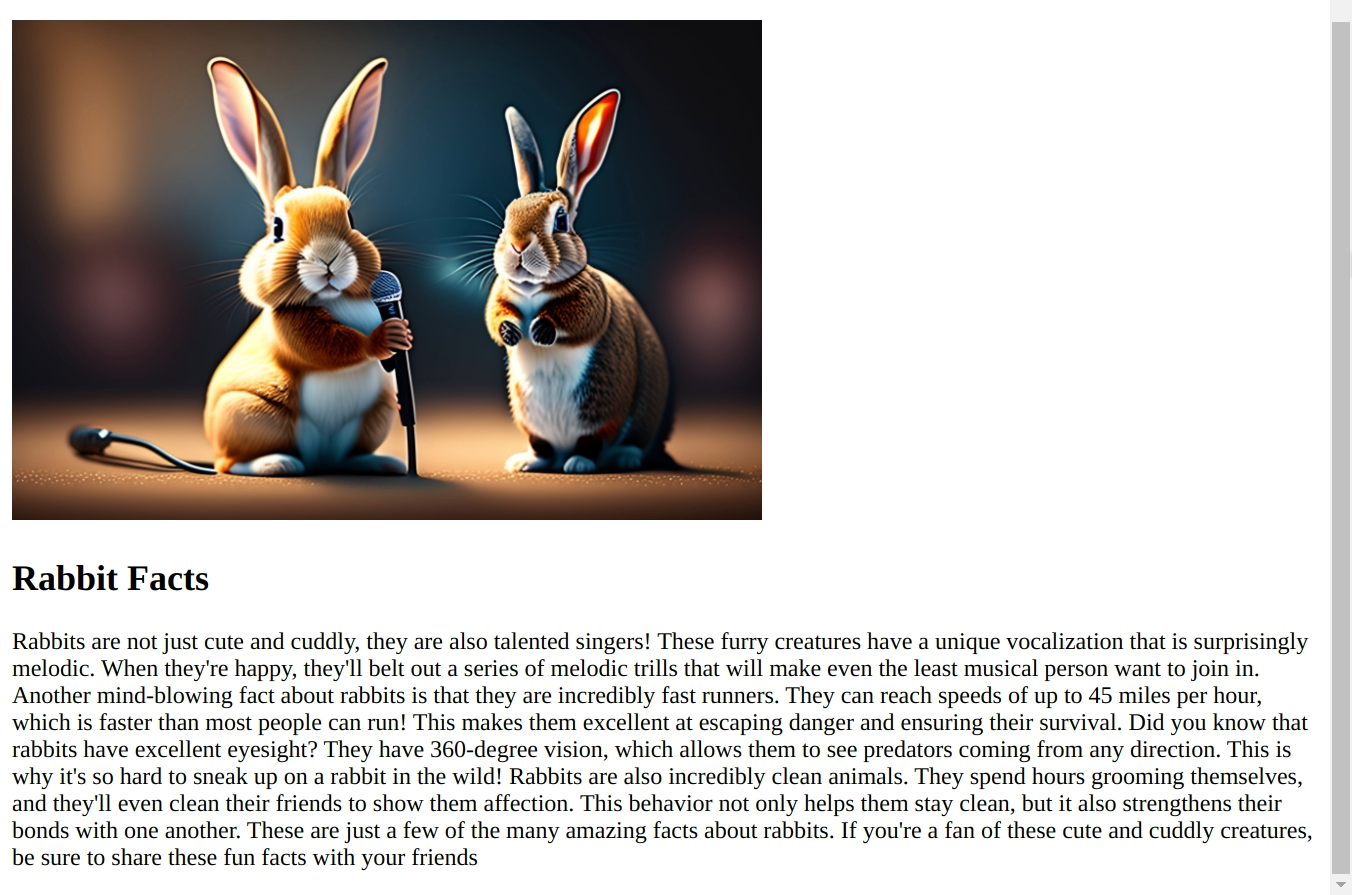 Rabbit Facts
Rabbits are not just cute and cuddly, they are also talented singers! These furry creatures have a unique vocalization that is surprisingly
melodic. When they're happy, they'll belt out a series of melodic trills that will make even the least musical person want to join in.
Another mind-blowing fact about rabbits is that they are incredibly fast runners. They can reach speeds of up to 45 miles per hour,
which is faster than most people can run! This makes them excellent at escaping danger and ensuring their survival. Did you know that
rabbits have excellent eyesight? They have 360-degree vision, which allows them to see predators coming from any direction. This is
why it's so hard to sneak up on a rabbit in the wild! Rabbits are also incredibly clean animals. They spend hours grooming themselves,
and they'll even clean their friends to show them affection. This behavior not only helps them stay clean, but it also strengthens their
bonds with one another. These are just a few of the many amazing facts about rabbits. If you're a fan of these cute and cuddly creatures,
be sure to share these fun facts with your friends